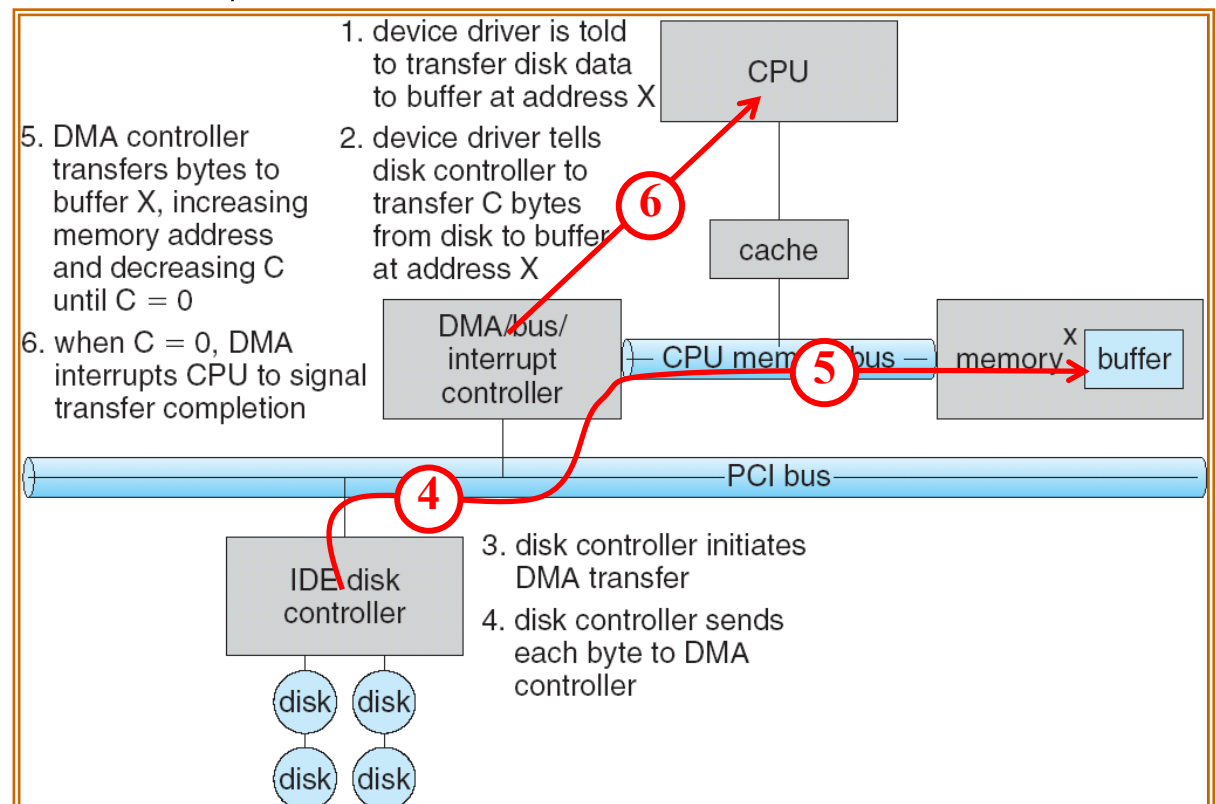 1. device driver is told
to transfer disk data
to buffer at address X
CPU
5. DMA controller
transfers bytes to
buffer X, increasing
memory address
and decreasing C
until C = 0
2. device driver tells
disk controller to
transfer C bytes
from disk to buffer
at address X
6
cache
6. when C = 0, DMA
interrupts CPU to signal
transfer completion
DMA/bus/
interrupt
controller
CPU memory bus
5
x
memory
buffer
PCI bus
4
IDE disk
controller
3. disk controller initiates
DMA transfer
4. disk controller sends
each byte to DMA
controller
disk
disk
disk
disk